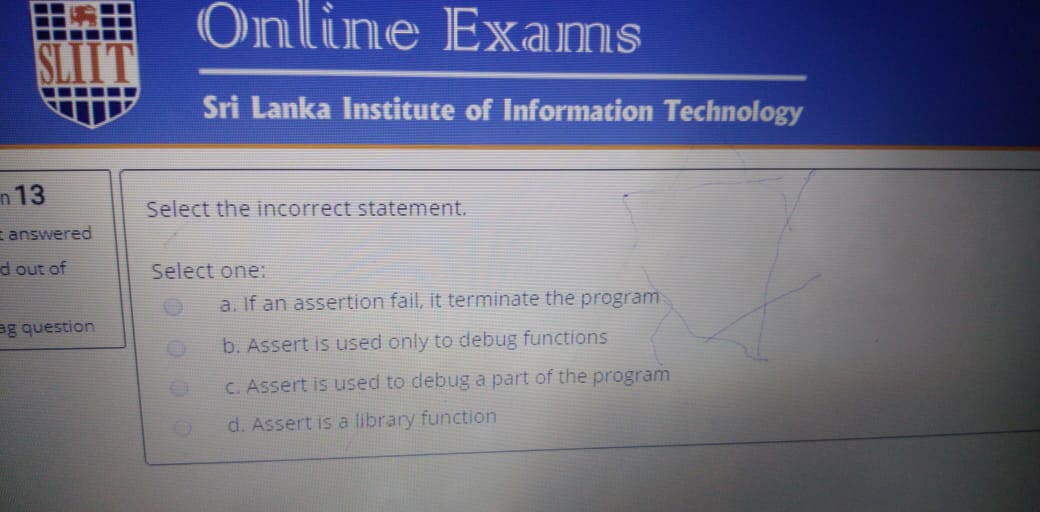 SLIIT
Online Exams
Sri Lanka Institute of Information Technology
n 13
answered
d out of
ag question
Select the incorrect statement.
Select one:
a. If an assertion fail, it terminate the program
b. Assert is used only to debug functions
c. Assert is used to debug a part of the program
d. Assert is a library function